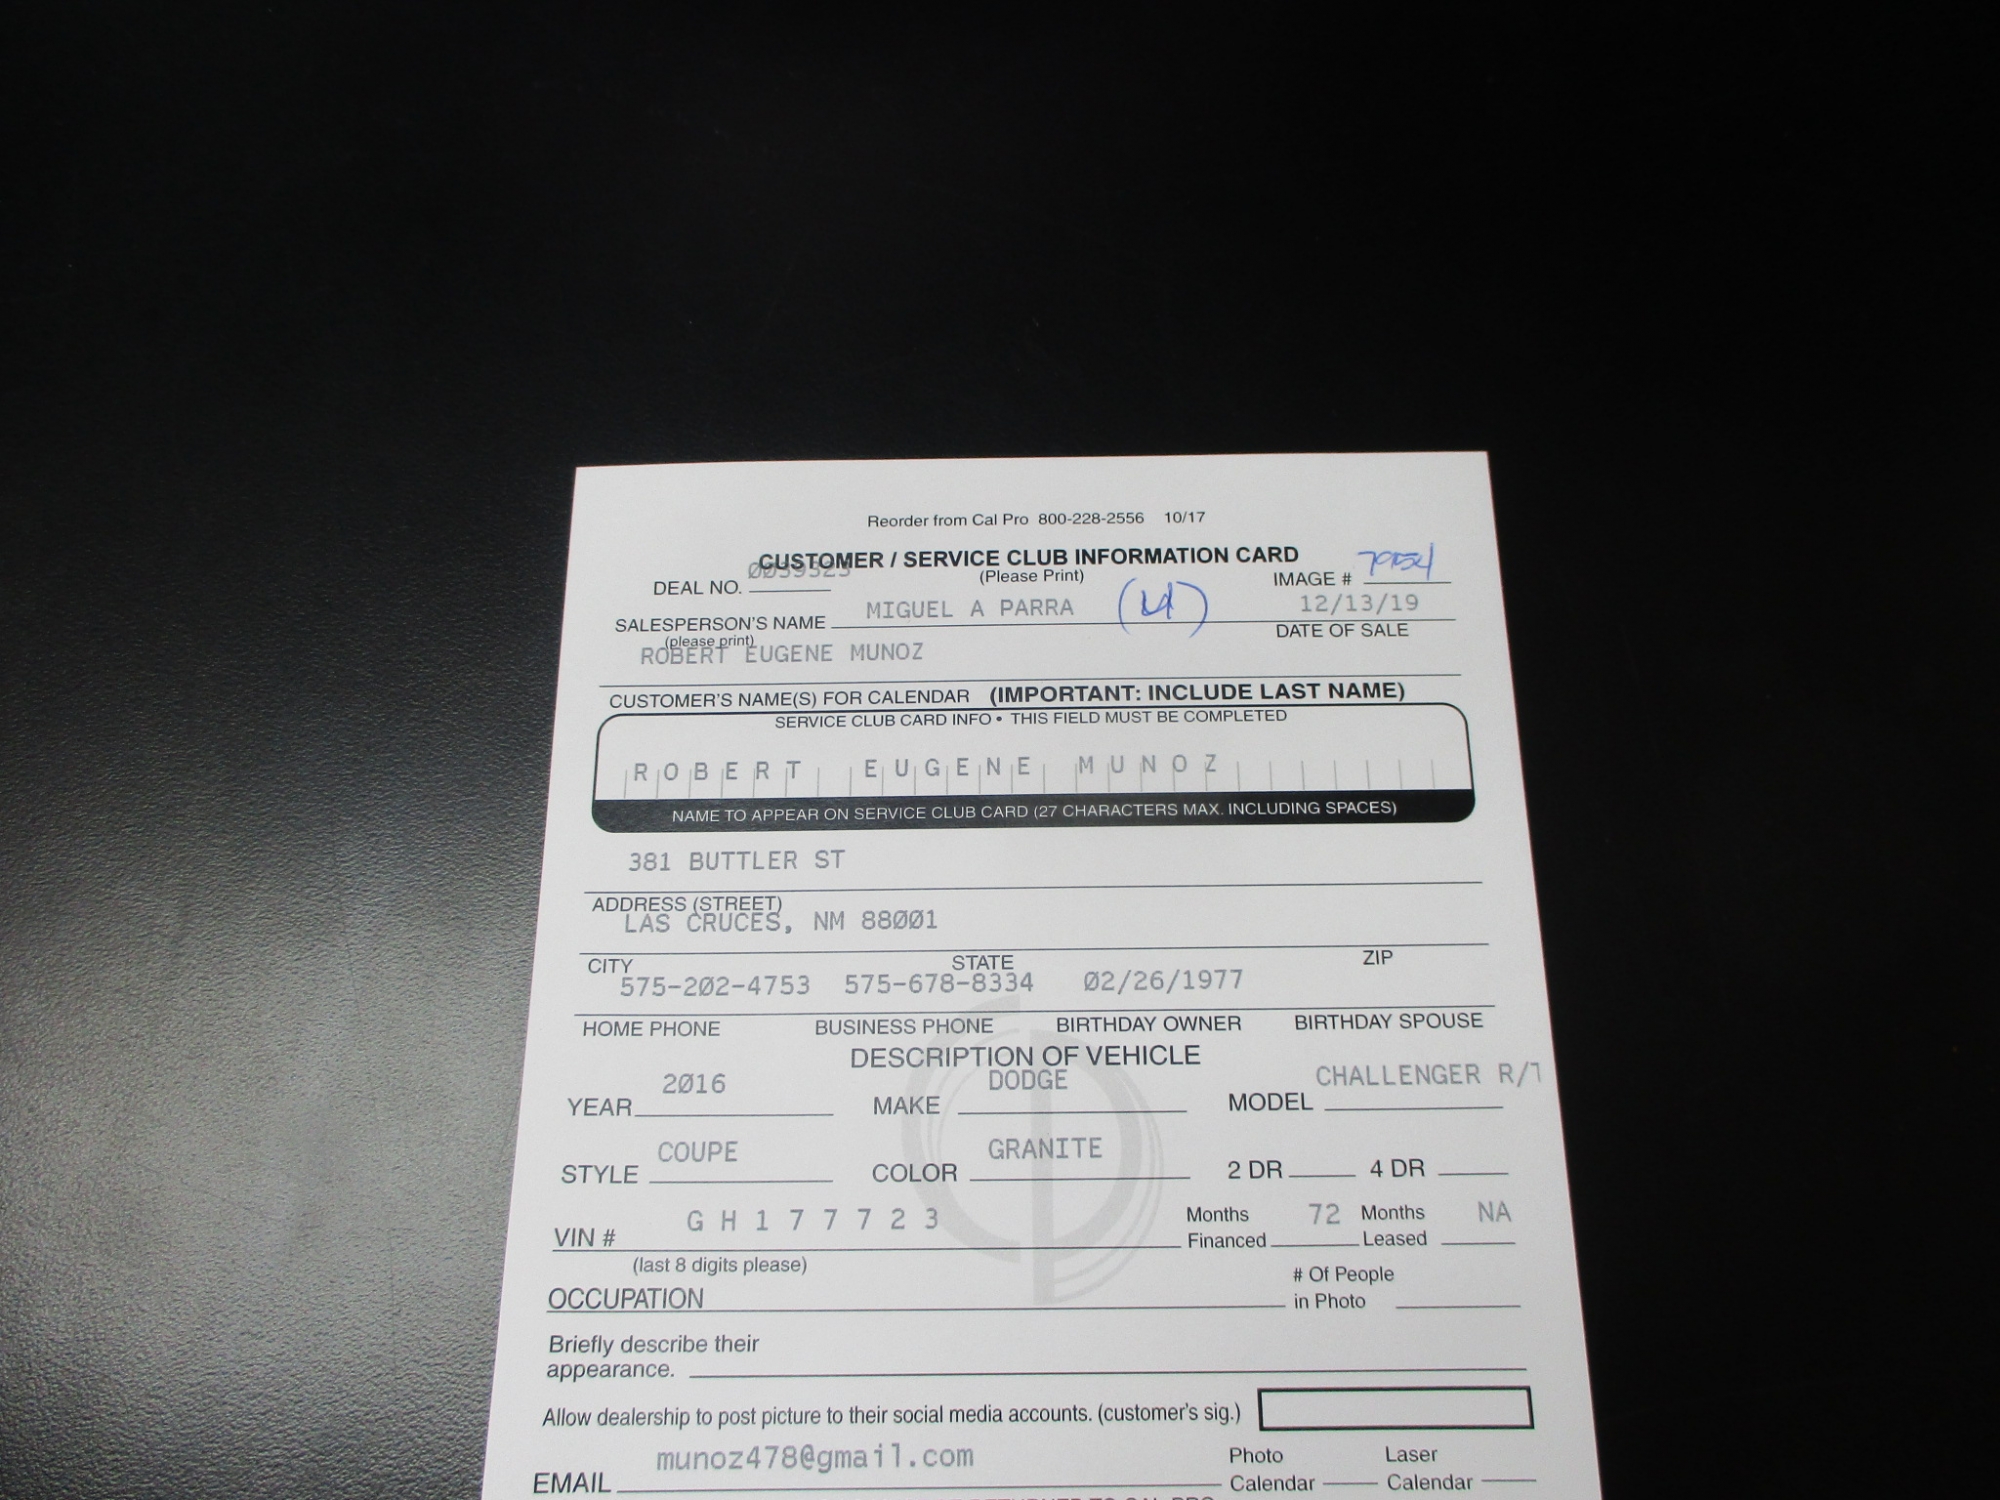 Reorder from Cal Pro 800-228-2556 10/17
CUSTOMER / SERVICE CLUB INFORMATION CARD
(Please Print)
DEAL NO. 0039323
IMAGE # 7954
SALESPERSON'S NAME MIGUEL A PARRA
12/13/19
(please print)
DATE OF SALE
ROBERT EUGENE MUNOZ
CUSTOMER'S NAME(S) FOR CALENDAR (IMPORTANT: INCLUDE LAST NAME)
SERVICE CLUB CARD INFO • THIS FIELD MUST BE COMPLETED
ROBERT EUGENE MUNOZ
NAME TO APPEAR ON SERVICE CLUB CARD (27 CHARACTERS MAX. INCLUDING SPACES)
381 BUTTLER ST
ADDRESS (STREET)
LAS CRUCES, NM 88001
CITY STATE ZIP
575-202-4753 575-678-8334 02/26/1977
HOME PHONE BUSINESS PHONE BIRTHDAY OWNER BIRTHDAY SPOUSE
DESCRIPTION OF VEHICLE
YEAR 2016 MAKE DODGE MODEL CHALLENGER R/T
STYLE COUPE COLOR GRANITE 2 DR 4 DR
VIN # GH177723 Months Financed 72 Months Leased NA
(last 8 digits please)
OCCUPATION # Of People in Photo
Briefly describe their
appearance.
Allow dealership to post picture to their social media accounts. (customer's sig.)
EMAIL munoz478@gmail.com Photo Calendar Laser Calendar